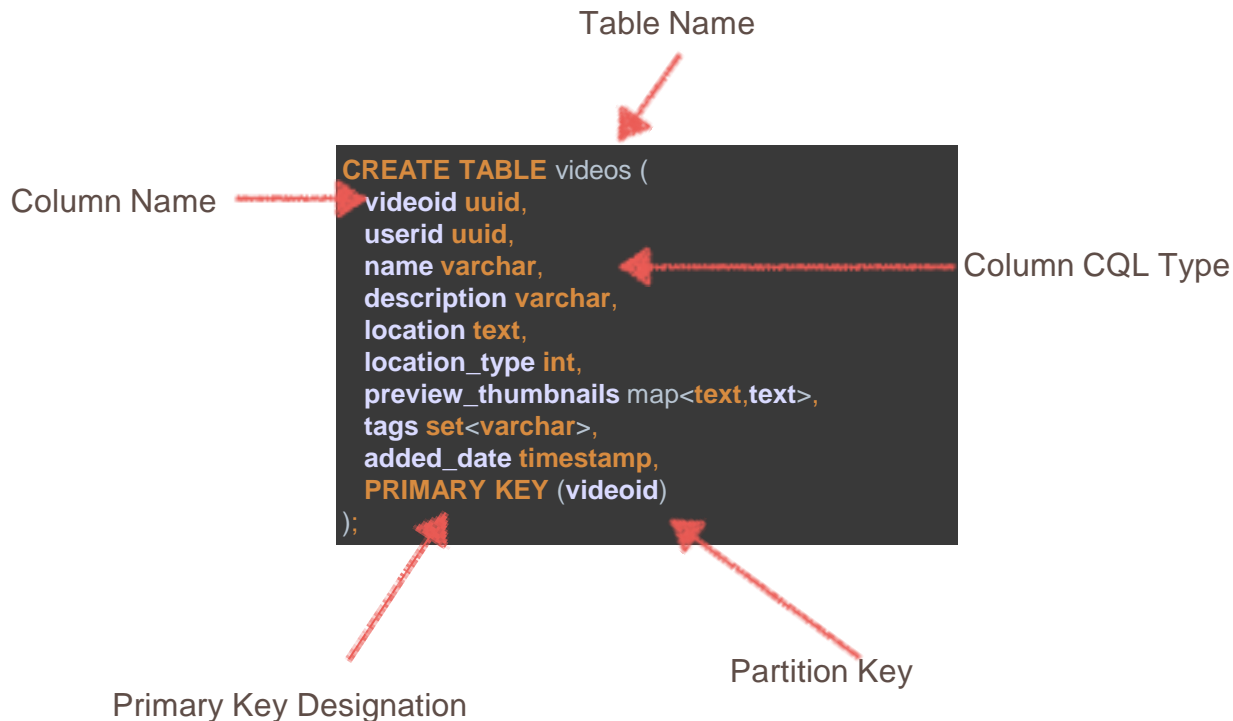 Table Name
CREATE TABLE videos (
Column Name
videoid uuid,
userid uuid,
name varchar,
Column CQL Type
description varchar,
location text,
location_type int,
preview_thumbnails map<text,text>,
tags set<varchar>,
added_date timestamp,
PRIMARY KEY (videoid)
);
Partition Key
Primary Key Designation